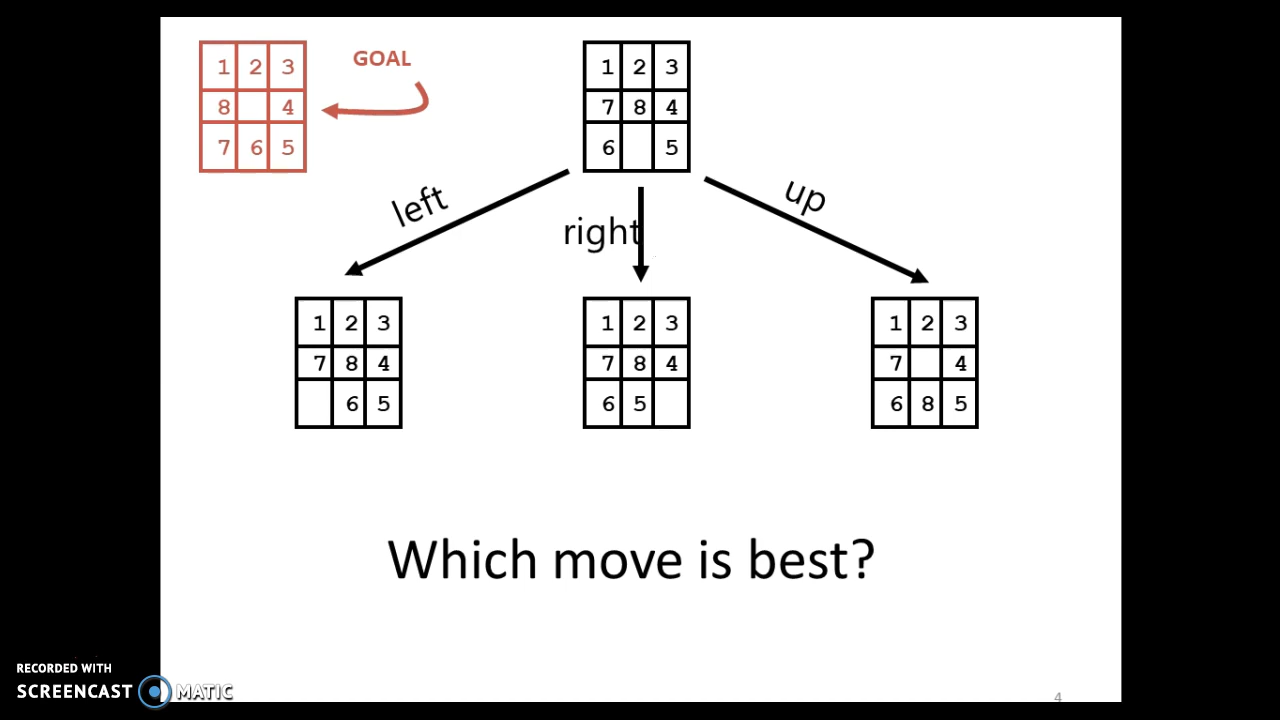 1 2 3
8 4
7 6 5
GOAL
1 2 3
7 8 4
6 5
left
right
up
1 2 3
7 8 4
6 5
1 2 3
7 8 4
6 5
1 2 3
7 4
6 8 5
Which move is best?
RECORDED WITH
SCREENCAST MATIC
4